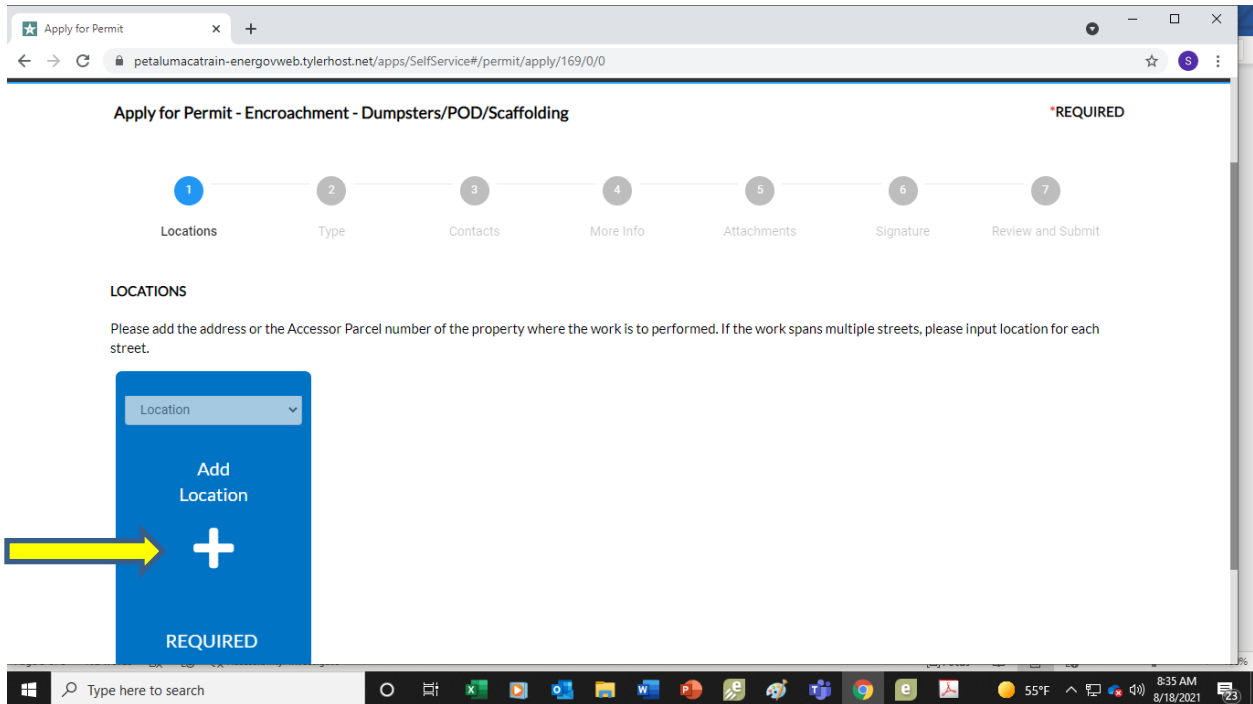 Apply for Permit
petalumacatrain-energovweb.tylerhost.net/apps/SelfService#/permit/apply/169/0/0
S
Apply for Permit - Encroachment - Dumpsters/POD/Scaffolding
*REQUIRED
1
2
3
4
5
6
7
Locations
Type
Contacts
More Info
Attachments
Signature
Review and Submit
LOCATIONS
Please add the address or the Accessor Parcel number of the property where the work is to performed. If the work spans multiple streets, please input location for each
street.
Location
Add
Location
REQUIRED
Type here to search
55°F
8:35 AM
8/18/2021
23